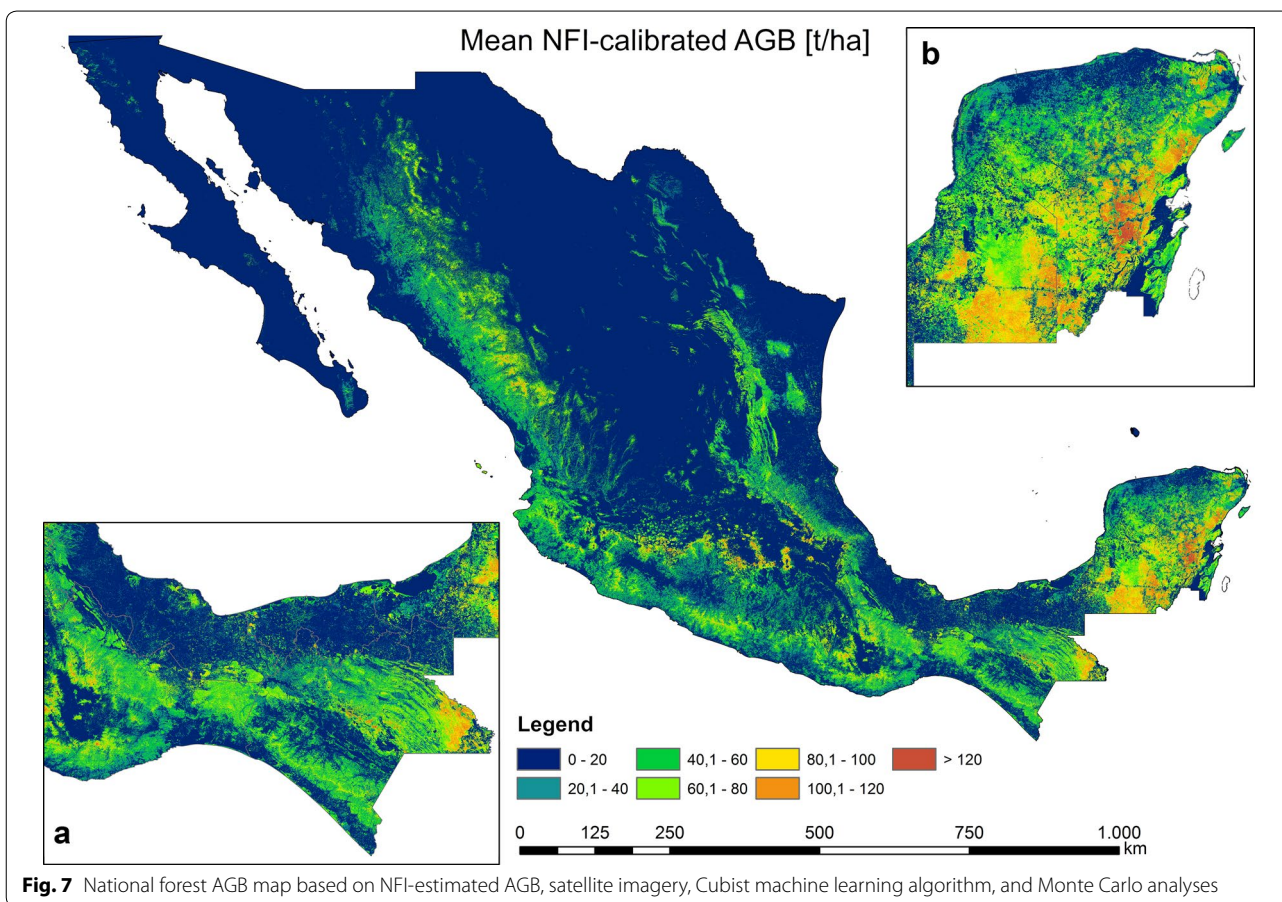 Mean NFI-calibrated AGB [t/ha]
b
a
Legend
0 - 20
20,1 - 40
40,1 - 60
60,1 - 80
80,1 - 100
100,1 - 120
> 120
0 125 250 500 750 1.000
km
Fig. 7 National forest AGB map based on NFI-estimated AGB, satellite imagery, Cubist machine learning algorithm, and Monte Carlo analyses